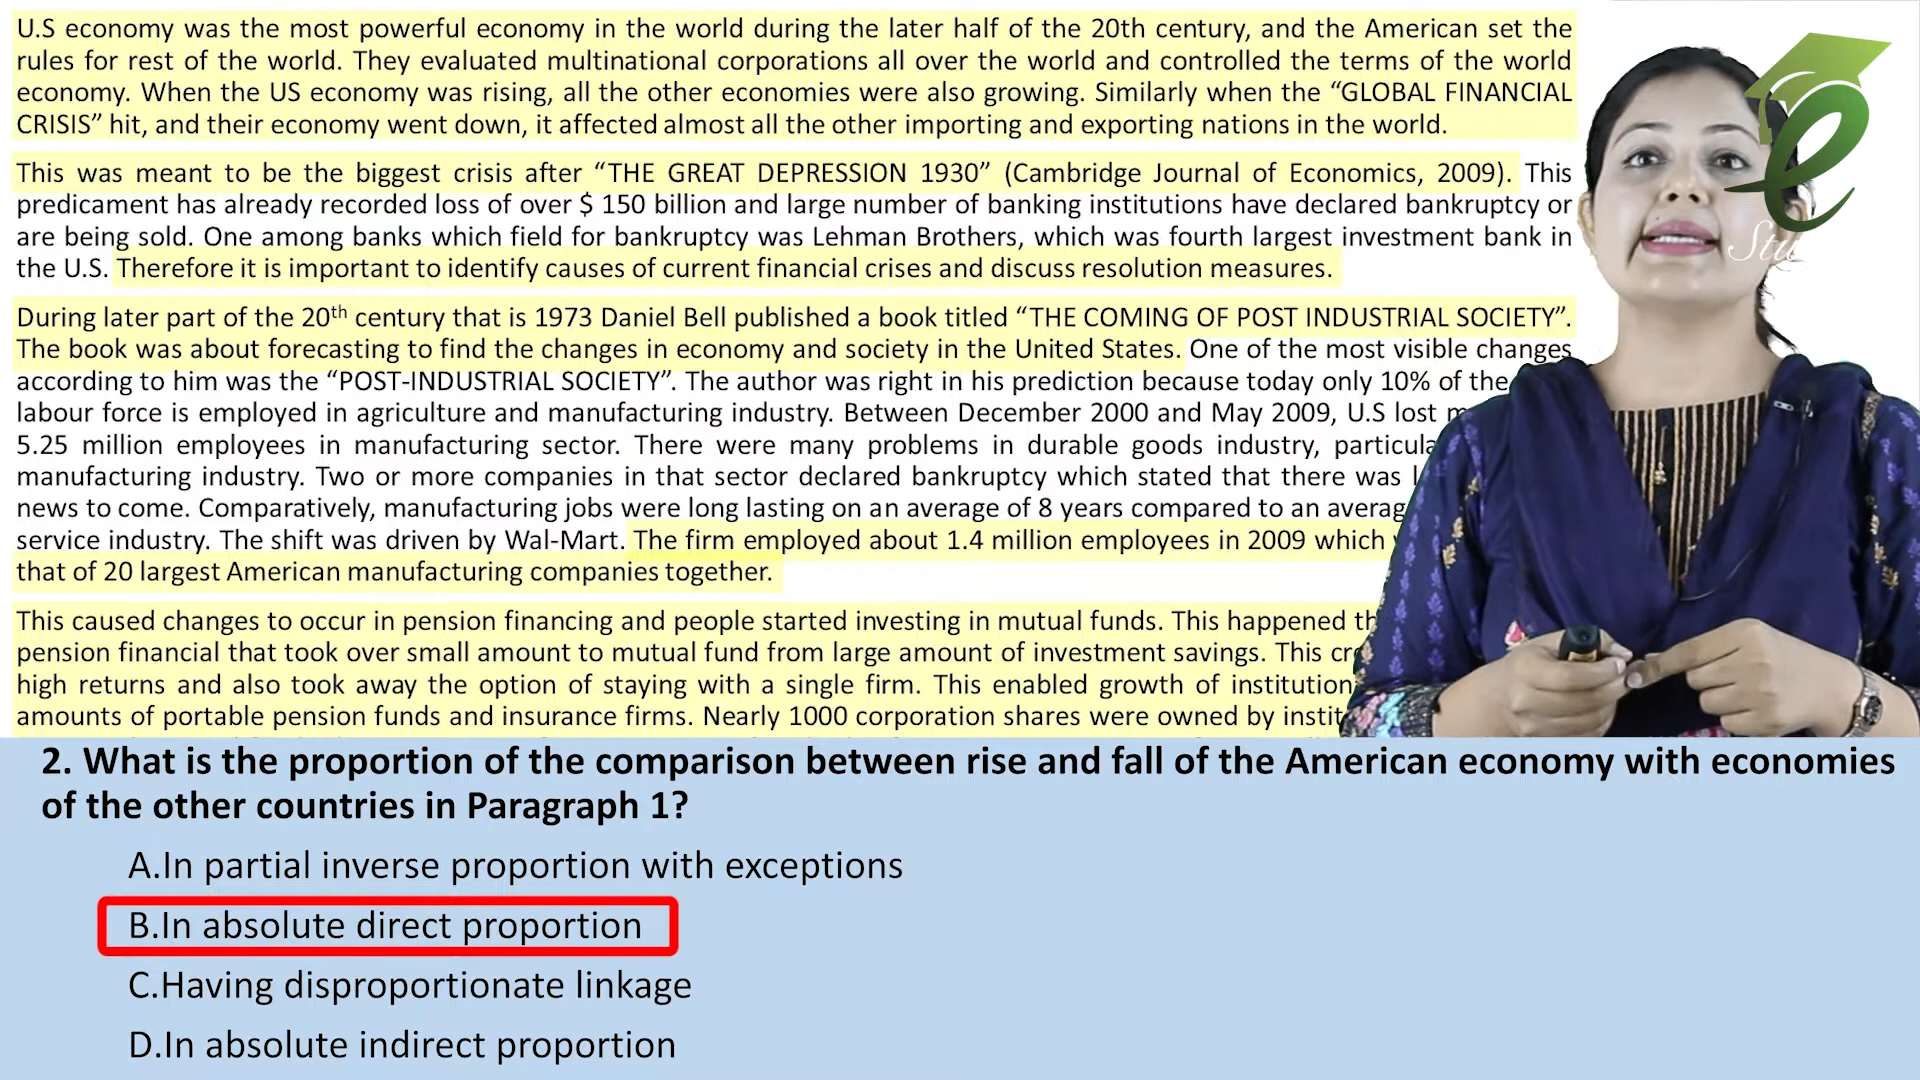 U.S economy was the most powerful economy in the world during the later half of the 20th century, and the American set the
rules for rest of the world. They evaluated multinational corporations all over the world and controlled the terms of the world
economy. When the US economy was rising, all the other economies were also growing. Similarly when the “GLOBAL FINANCIAL
CRISIS” hit, and their economy went down, it affected almost all the other importing and exporting nations in the world.
This was meant to be the biggest crisis after “THE GREAT DEPRESSION 1930” (Cambridge Journal of Economics, 2009). This
predicament has already recorded loss of over $ 150 billion and large number of banking institutions have declared bankruptcy or
are being sold. One among banks which field for bankruptcy was Lehman Brothers, which was fourth largest investment bank in
the U.S. Therefore it is important to identify causes of current financial crises and discuss resolution measures.
During later part of the 20th century that is 1973 Daniel Bell published a book titled “THE COMING OF POST INDUSTRIAL SOCIETY”.
The book was about forecasting to find the changes in economy and society in the United States. One of the most visible changes
according to him was the “POST-INDUSTRIAL SOCIETY”. The author was right in his prediction because today only 10% of the
labour force is employed in agriculture and manufacturing industry. Between December 2000 and May 2009, U.S lost
5.25 million employees in manufacturing sector. There were many problems in durable goods industry,
manufacturing industry. Two or more companies in that sector declared bankruptcy which stated that there was
news to come. Comparatively, manufacturing jobs were long lasting on an average of 8 years compared to an
service industry. The shift was driven by Wal-Mart. The firm employed about 1.4 million employees in 2009 which
that of 20 largest American manufacturing companies together.
This caused changes to occur in pension financing and people started investing in mutual funds. This happened
pension financial that took over small amount to mutual fund from large amount of investment savings. This
high returns and also took away the option of staying with a single firm. This enabled growth of
amounts of portable pension funds and insurance firms. Nearly 1000 corporation shares were owned by
2. What is the proportion of the comparison between rise and fall of the American economy with economies
of the other countries in Paragraph 1?
A.In partial inverse proportion with exceptions
B.In absolute direct proportion
C.Having disproportionate linkage
D.In absolute indirect proportion